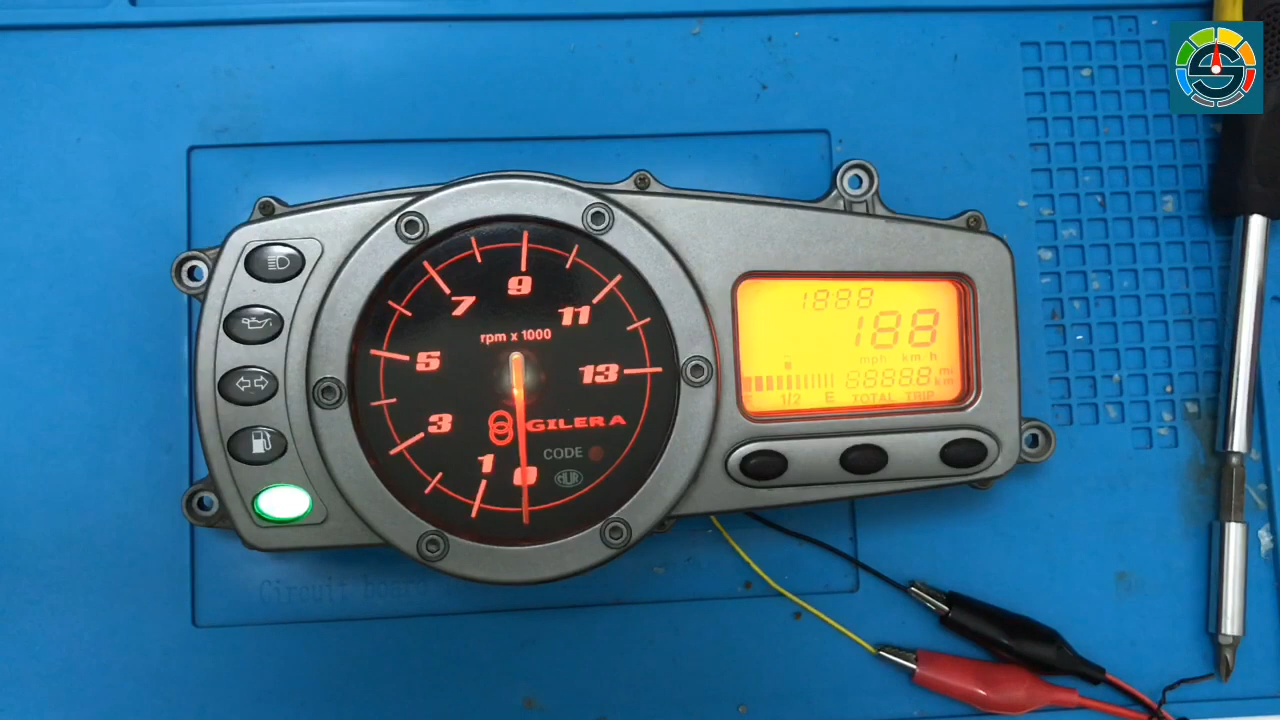 1888
188
mph km/h
88888 mi
km
1/2 E TOTAL TRIP
9
7
11
rpm x 1000
5
13
3
GILERA
CODE
1
0
Circuit board
S